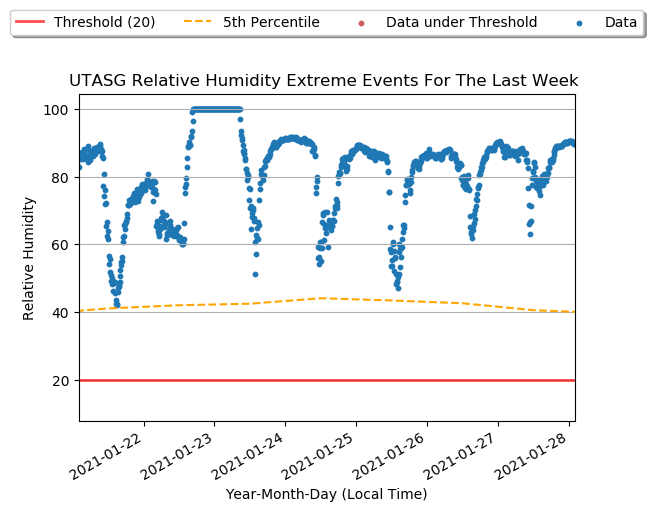 Threshold (20) 5th Percentile Data under Threshold Data
UTASG Relative Humidity Extreme Events For The Last Week
100
80
60
40
20
Relative Humidity
2021-01-22 2021-01-23 2021-01-24 2021-01-25 2021-01-26 2021-01-27 2021-01-28
Year-Month-Day (Local Time)